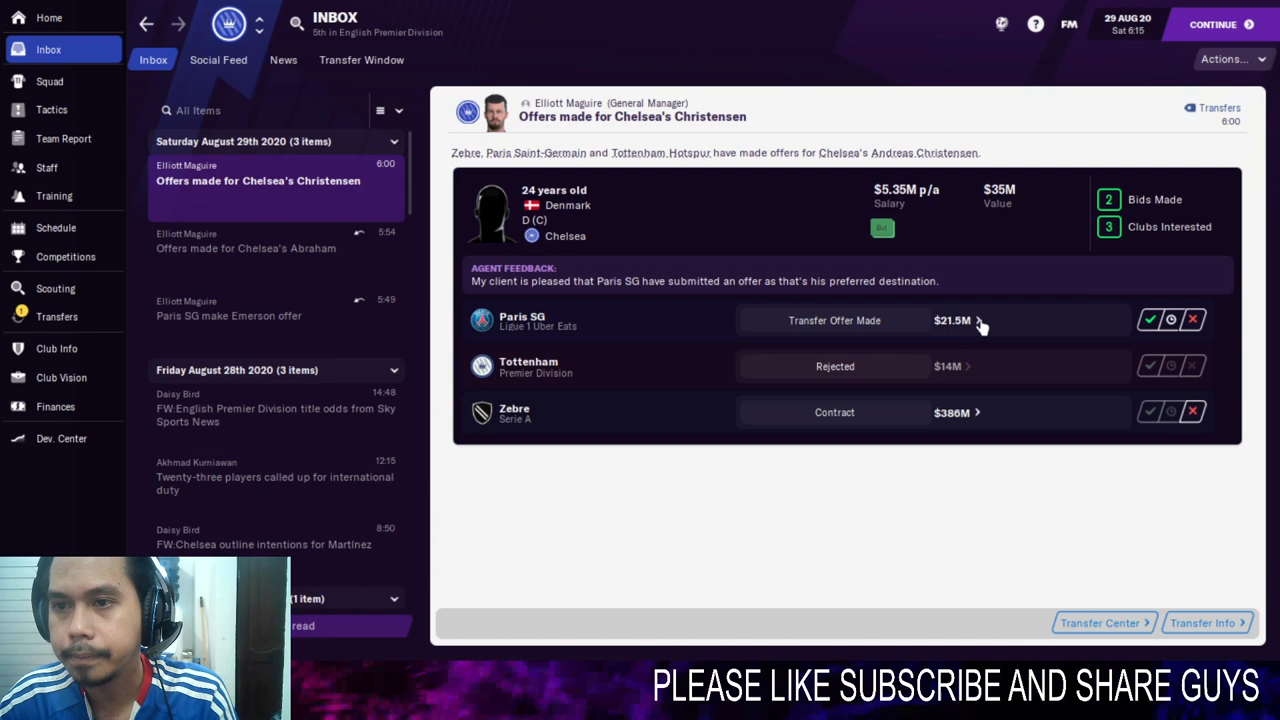 Home
Inbox
Squad
Tactics
Team Report
Staff
Training
Schedule
Competitions
Scouting
1
Transfers
Club Info
Club Vision
Finances
Dev. Center
INBOX
5th in English Premier Division
FM
29 AUG 20
Sat 6:15
CONTINUE
Inbox
Social Feed
News
Transfer Window
Actions...
All Items
Saturday August 29th 2020 (3 items)
Elliott Maguire 6:00
Offers made for Chelsea's Christensen
Elliott Maguire 5:54
Offers made for Chelsea's Abraham
Elliott Maguire 5:49
Paris SG make Emerson offer
Friday August 28th 2020 (3 items)
Daisy Bird 14:48
FW:English Premier Division title odds from Sky
Sports News
Akhmad Kurniawan 12:15
Twenty-three players called up for international
duty
Daisy Bird 8:50
FW:Chelsea outline intentions for Martínez
(1 item)
read
Elliott Maguire (General Manager)
Offers made for Chelsea's Christensen
Transfers
6:00
Zebre, Paris Saint-Germain and Tottenham Hotspur have made offers for Chelsea's Andreas Christensen.
24 years old
Denmark
D (C)
Chelsea
$5.35M p/a
Salary
Bid
$35M
Value
2 Bids Made
3 Clubs Interested
AGENT FEEDBACK:
My client is pleased that Paris SG have submitted an offer as that's his preferred destination.
Paris SG
Ligue 1 Uber Eats
Transfer Offer Made
$21.5M
Tottenham
Premier Division
Rejected
$14M
Zebre
Serie A
Contract
$386M
Transfer Center
Transfer Info
PLEASE LIKE SUBSCRIBE AND SHARE GUYS